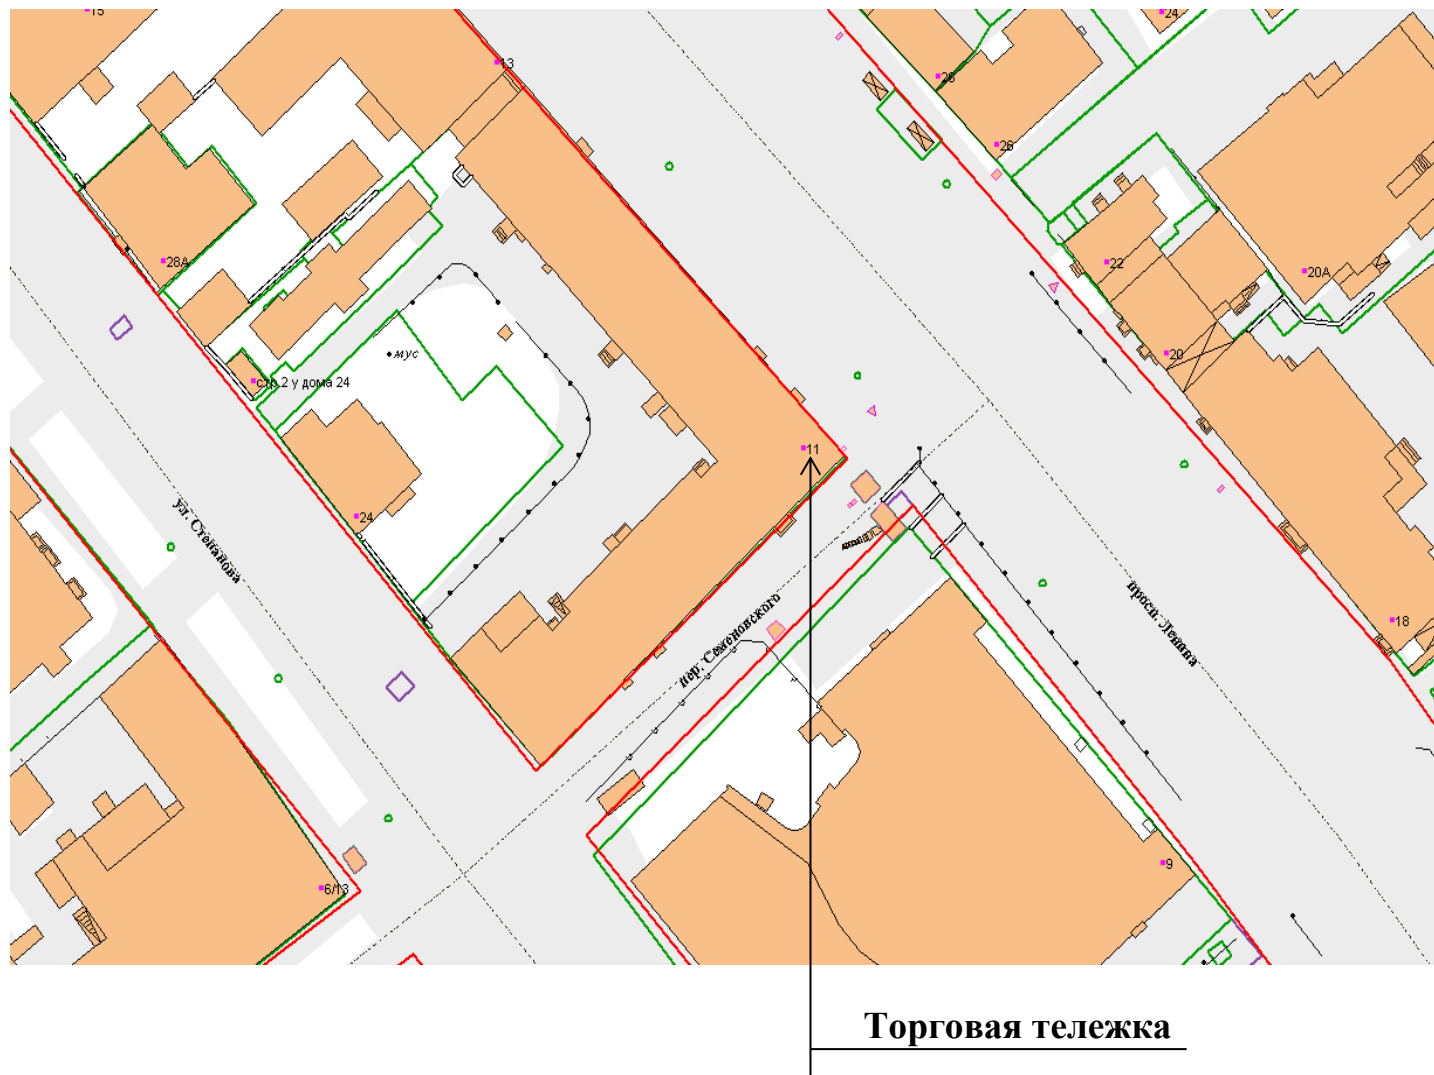 15
24
13
26
26
28А
22
20А
20
мус
стр.2 у дома 24
11
24
ул. Степанова
пер. Семеновского
просп. Ленина
18
9
6/13
Торговая тележка